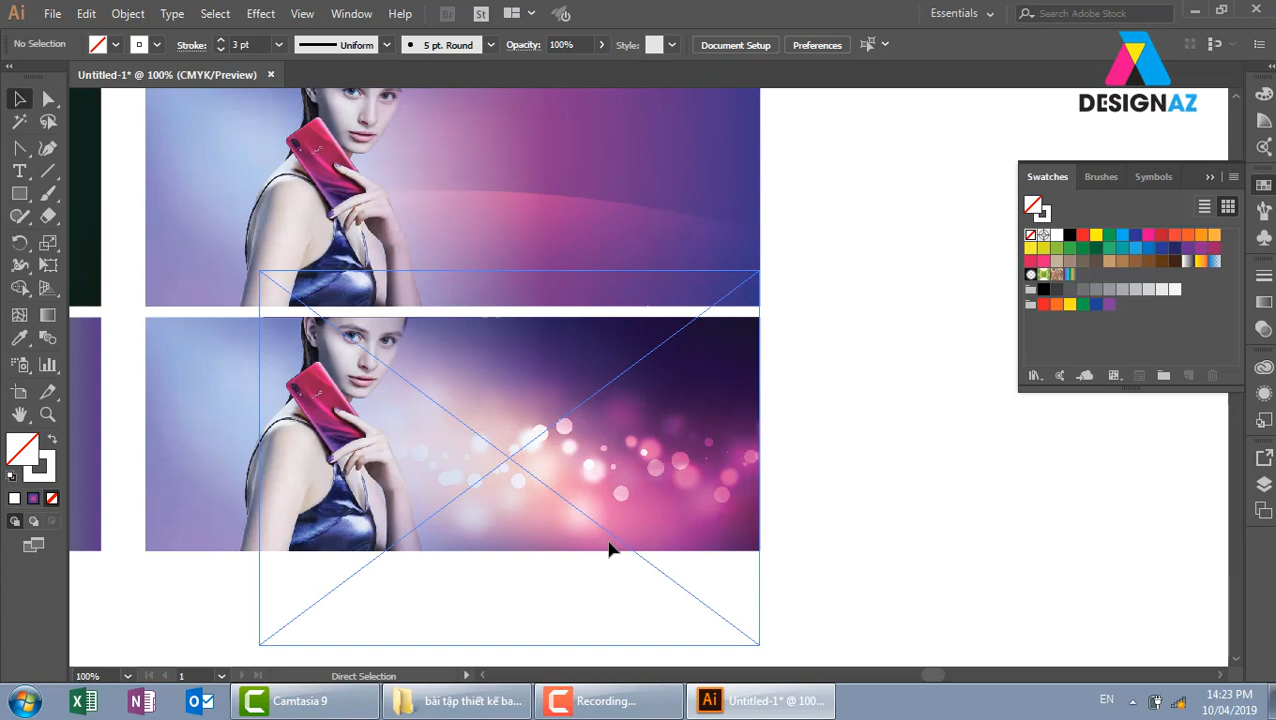 Ai File Edit Object Type Select Effect View Window Help Br St Essentials Search Adobe Stock
No Selection Stroke: 3 pt Uniform 5 pt. Round Opacity: 100% Style: Document Setup Preferences
Untitled-1* @ 100% (CMYK/Preview)
DESIGNAZ
Swatches Brushes Symbols
100% 1 Direct Selection
Camtasia 9 bài tập thiết kế ba... Recording... Ai Untitled-1* @ 100... EN 14:23 PM
10/04/2019